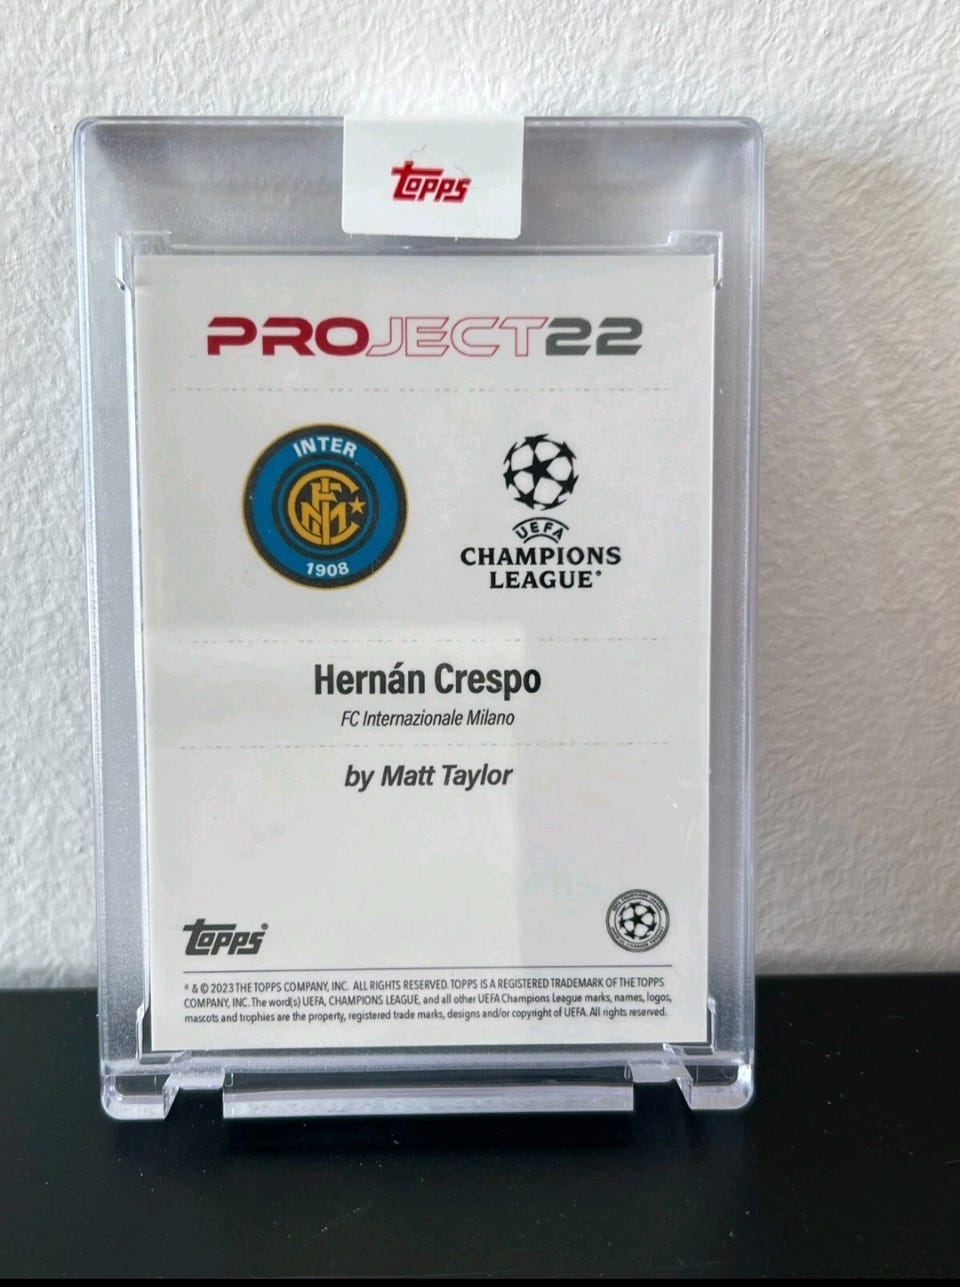 Topps
PROJECT22
INTER
1908
UEFA
CHAMPIONS
LEAGUE®
Hernán Crespo
FC Internazionale Milano
by Matt Taylor
Topps®
® & © 2023 THE TOPPS COMPANY, INC. ALL RIGHTS RESERVED. TOPPS IS A REGISTERED TRADEMARK OF THE TOPPS
COMPANY, INC. The word(s) UEFA, CHAMPIONS LEAGUE, and all other UEFA Champions League marks, names, logos,
mascots and trophies are the property, registered trade marks, designs and/or copyright of UEFA. All rights reserved.